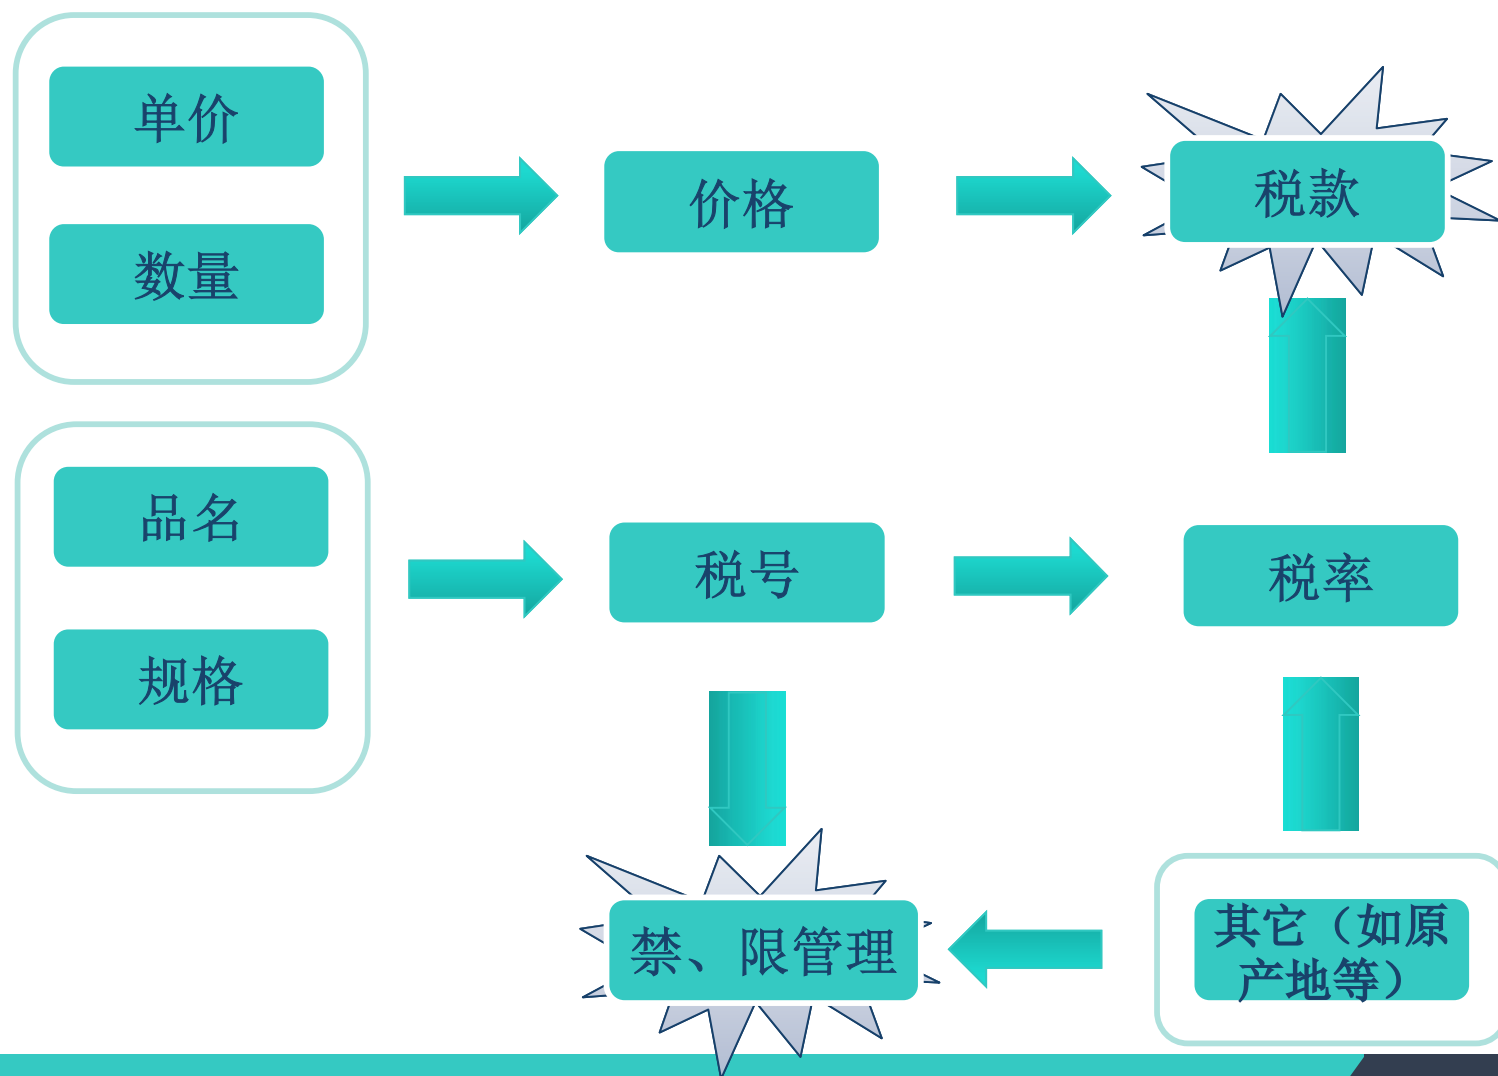 单价
数量
价格
税款
品名
规格
税号
税率
禁、限管理
其它（如原
产地等）